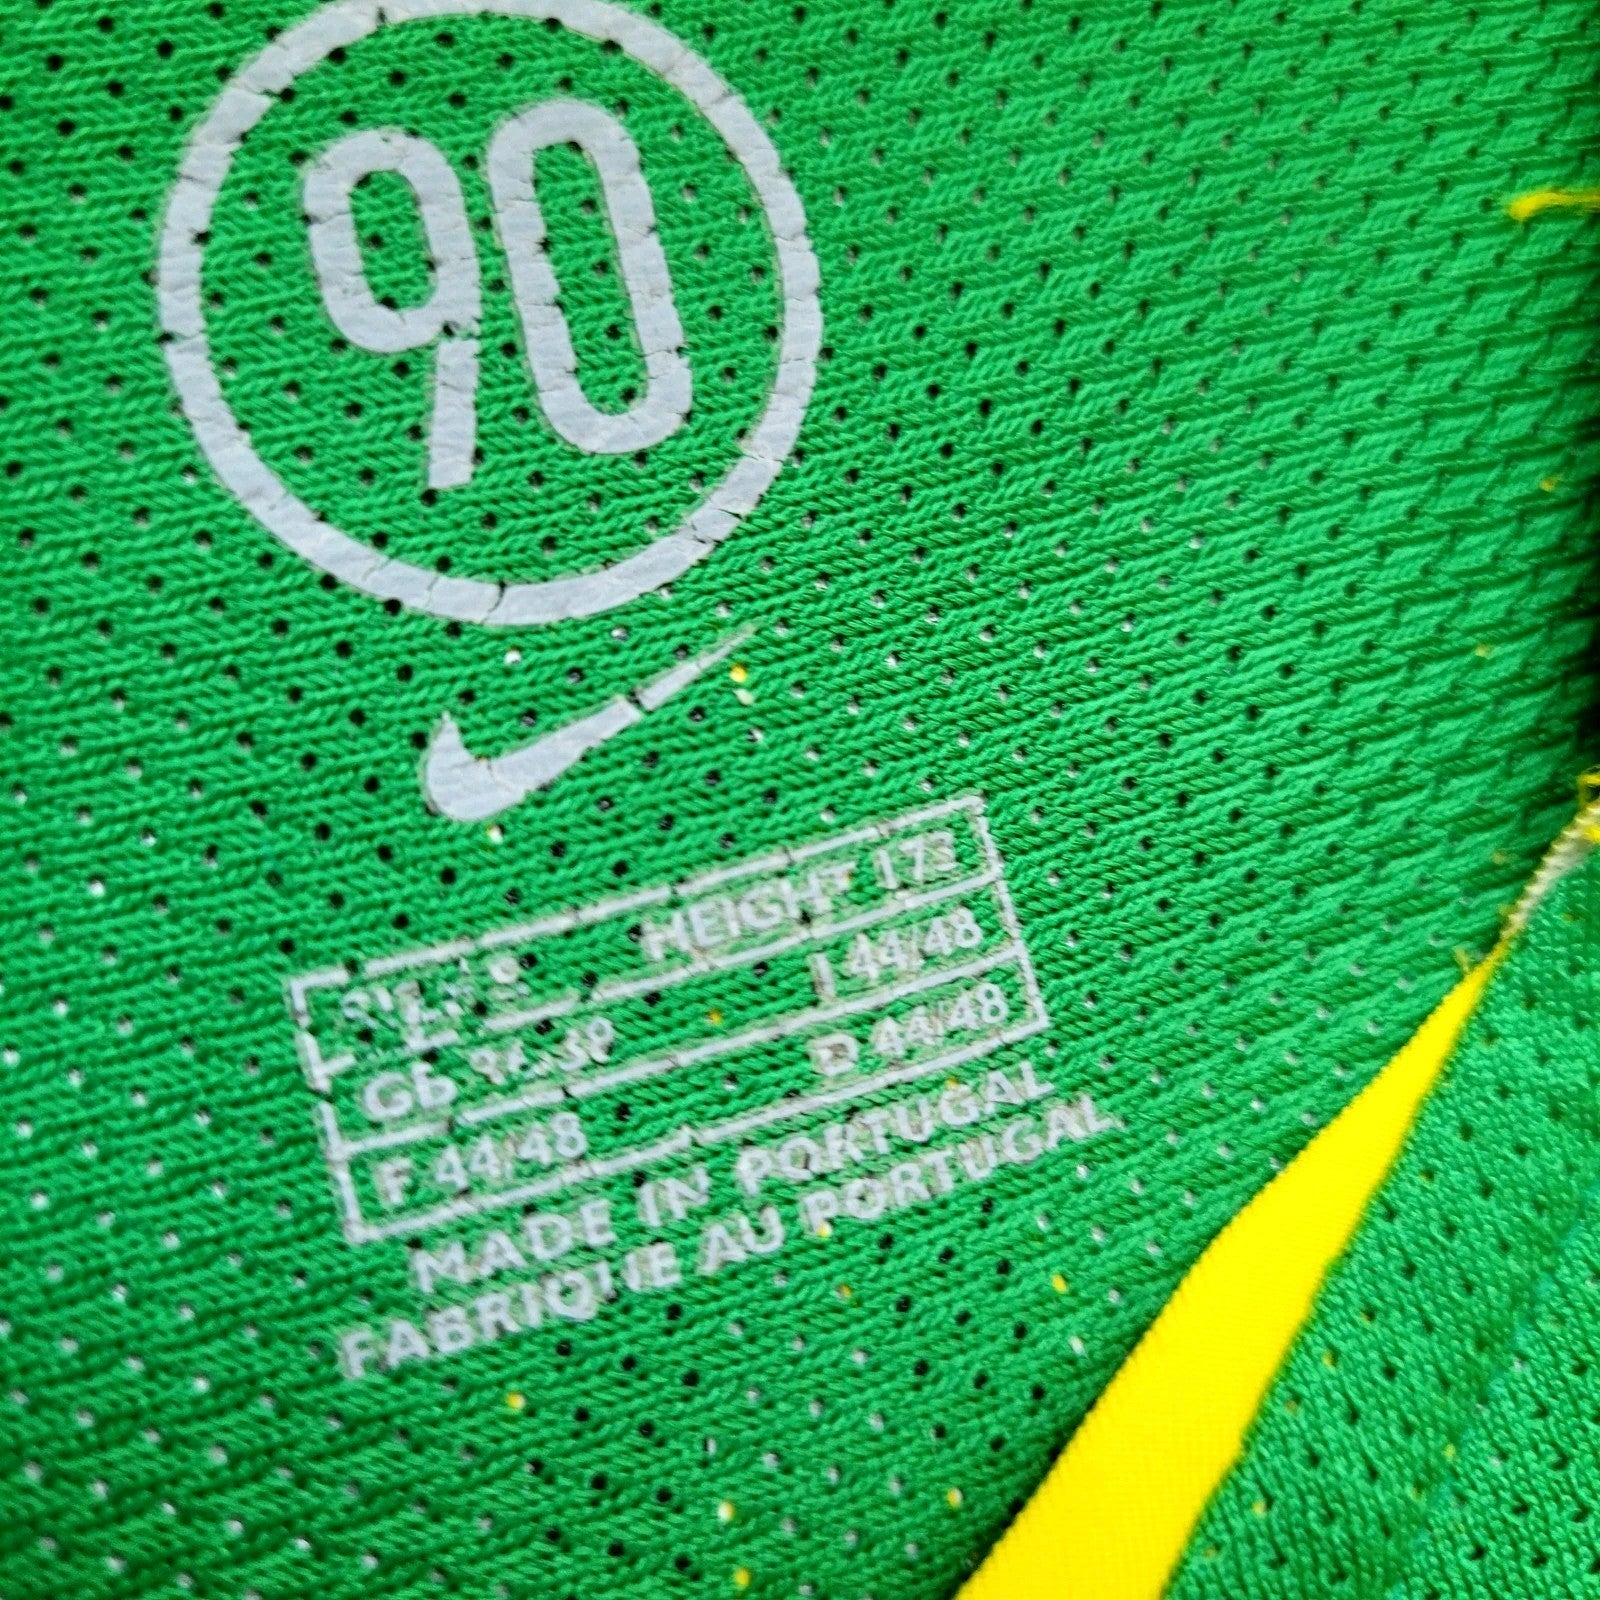 90
SIZE
HEIGHT 173
GB
I 44/48
F 44/48
B 44/48
MADE IN PORTUGAL
FABRIQUE AU PORTUGAL